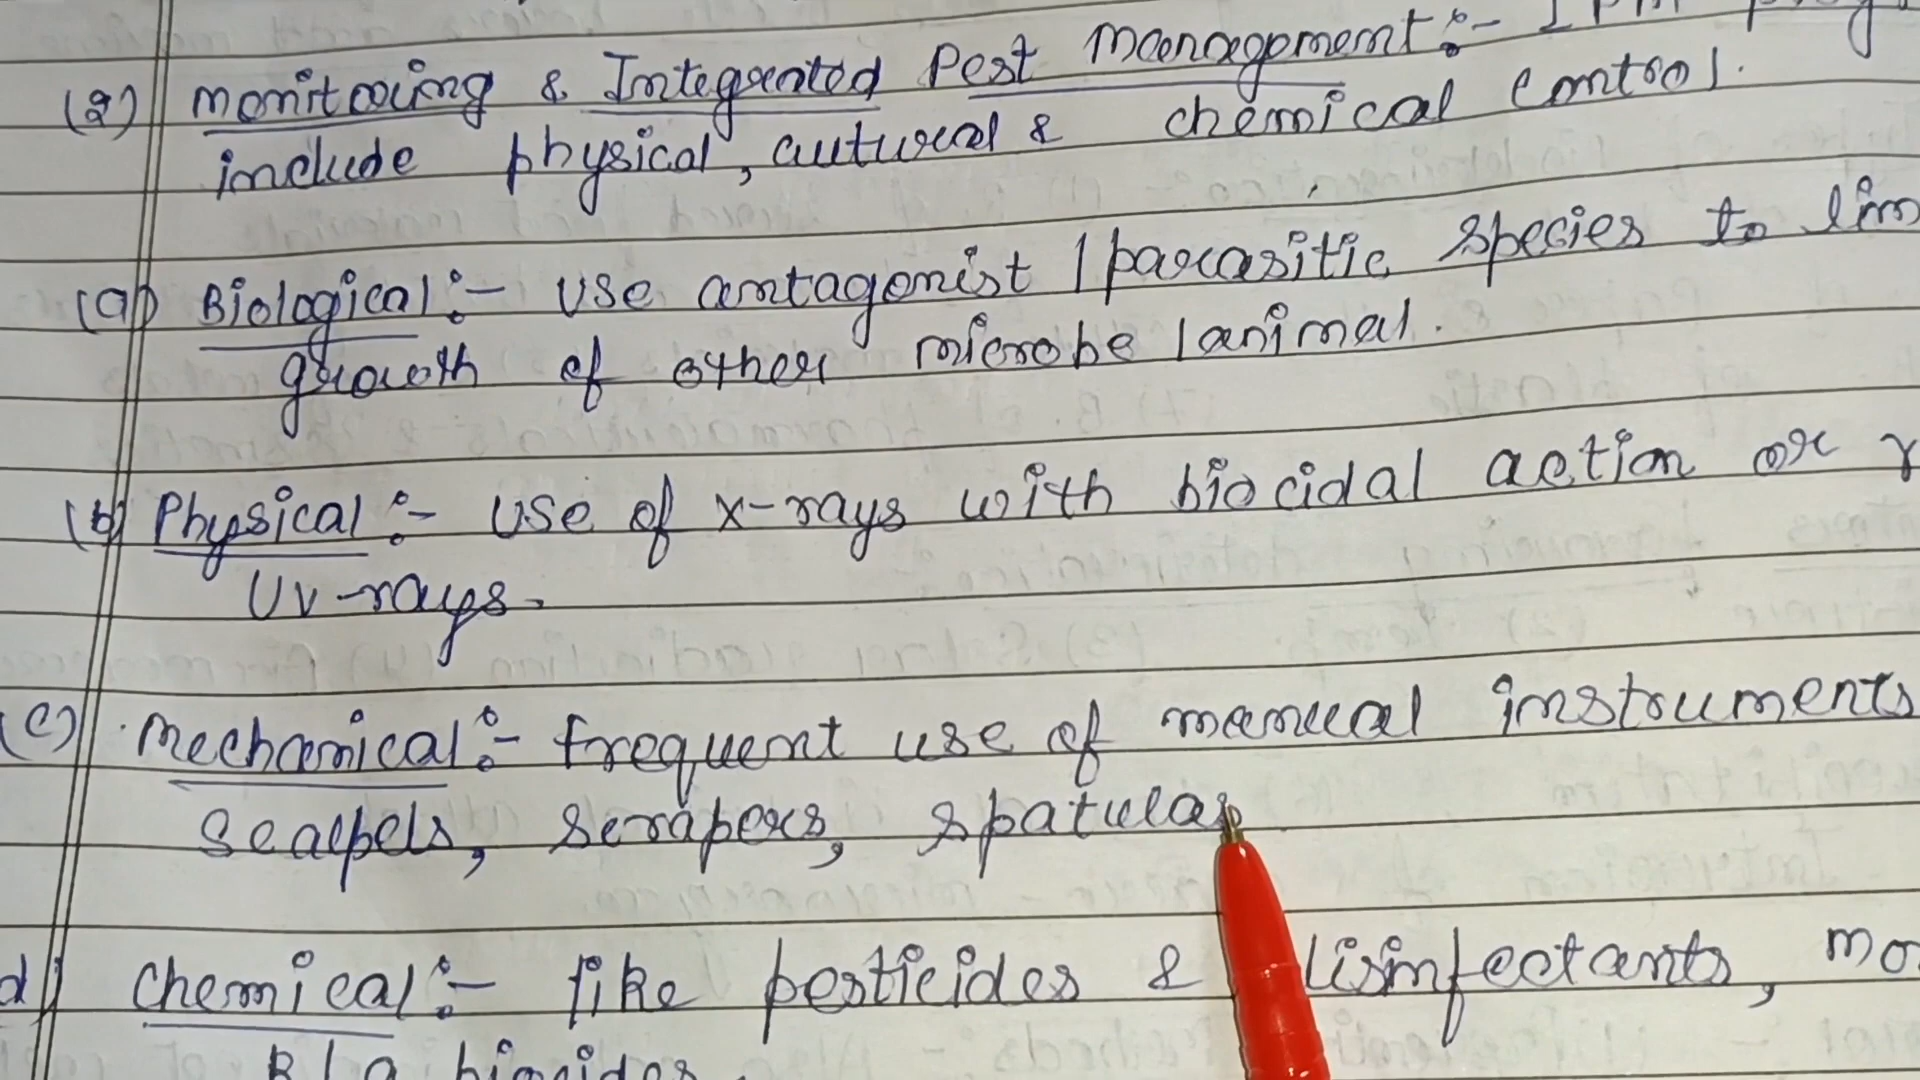 (2) Monitoring & Integrated Pest Management :- IPM
include physical, cutural & chemical control.
(a) Biological :- Use antagonist / parasitic species to lim
growth of other microbe / animal.
(b) Physical :- Use of x-rays with biocidal action or
UV-rays.
(c) Mechanical :- frequent use of manual instruments
Scalpels, scrapers, spatulas
d) Chemical :- like pesticides & disinfectants, mo
biocides.